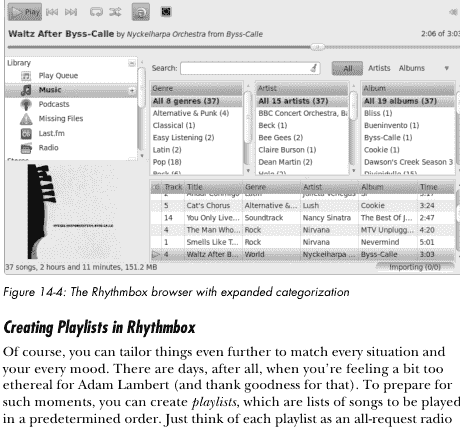 Play
Waltz After Byss-Calle by Nyckelharpa Orchestra from Byss-Calle 2:06 of 3:03
Library
Play Queue
Music
Podcasts
Missing Files
Last.fm
Radio
Search: All Artists Albums
Genre Artist Album
All 8 genres (37) All 15 artists (37) All 19 albums (37)
Alternative & Punk (4) BBC Concert Orchestra, Ba Bliss (1)
Classical (1) Beck (1) Bueninvento (1)
Easy Listening (2) Bee Gees (2) Byss-Calle (1)
Latin (2) Claire Burson (1) Cookie (1)
Pop (18) Dean Martin (2) Dawson's Creek Season 3
Track Title Genre Artist Album Time
5 Cat's Chorus Alternative &... Lush Cookie 3:24
14 You Only Live... Soundtrack Nancy Sinatra The Best Of J... 2:47
4 The Man Who... Rock Nirvana MTV Unplugg... 4:20
1 Smells Like T... Rock Nirvana Nevermind 5:01
4 Waltz After B... World Nyckelharpa ... Byss-Calle 3:03
37 songs, 2 hours and 11 minutes, 151.2 MB Importing (0/0)
Figure 14-4: The Rhythmbox browser with expanded categorization
Creating Playlists in Rhythmbox
Of course, you can tailor things even further to match every situation and
your every mood. There are days, after all, when you're feeling a bit too
ethereal for Adam Lambert (and thank goodness for that). To prepare for
such moments, you can create playlists, which are lists of songs to be played
in a predetermined order. Just think of each playlist as an all-request radio